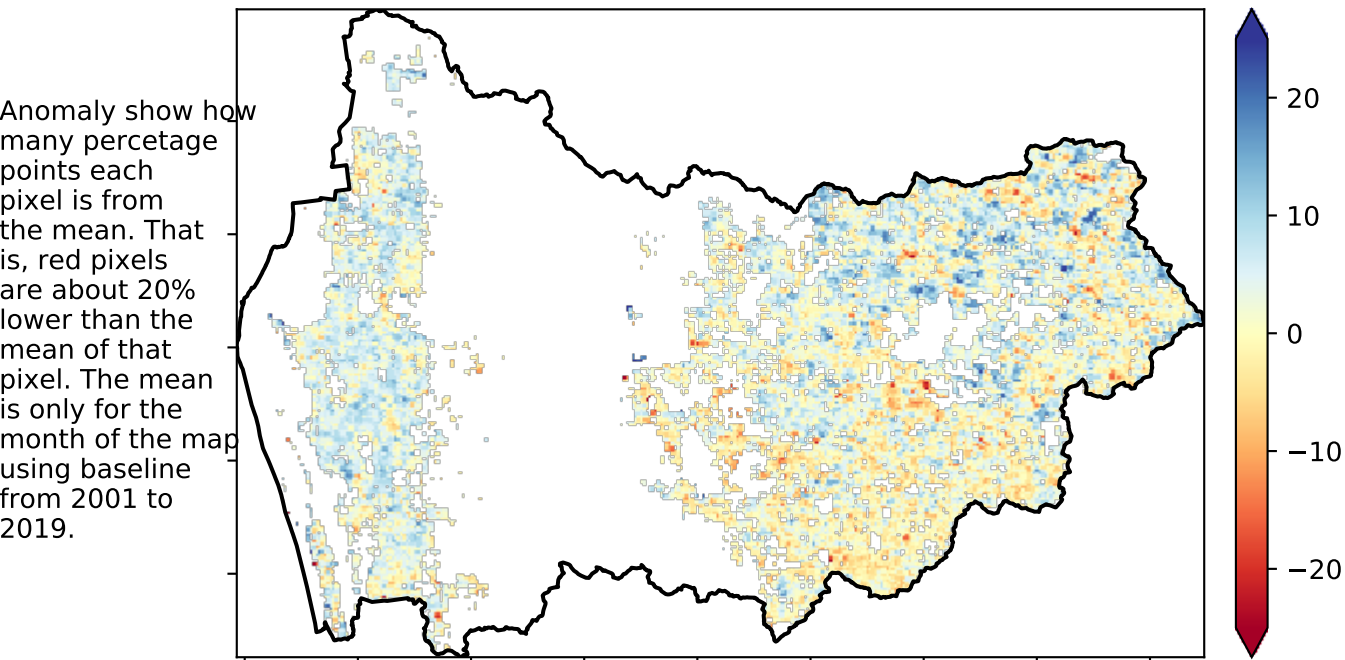 Anomaly show how
many percetage
points each
pixel is from
the mean. That
is, red pixels
are about 20%
lower than the
mean of that
pixel. The mean
is only for the
month of the map
using baseline
from 2001 to
2019.
20
10
0
−10
−20